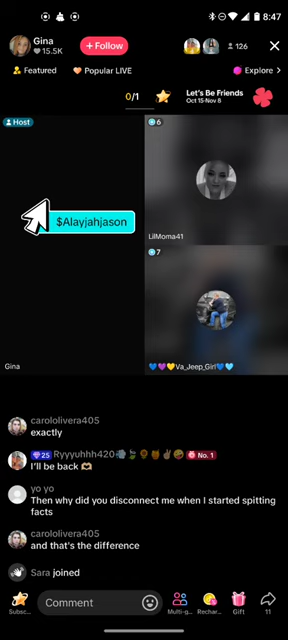 8:47
Gina
15.5K
+ Follow
126
Featured
Popular LIVE
Explore >
0/1
Let's Be Friends
Oct 15-Nov 8
Host
6
$Alayjahjason
LilMoma41
7
Gina
Va_Jeep_Girl
carololivera405
exactly
25 Ryyyuhhh420 No. 1
I'll be back
yo yo
Then why did you disconnect me when I started spitting
facts
carololivera405
and that's the difference
Sara joined
Comment
Subsc...
Multi-g...
Rechar...
Gift
11